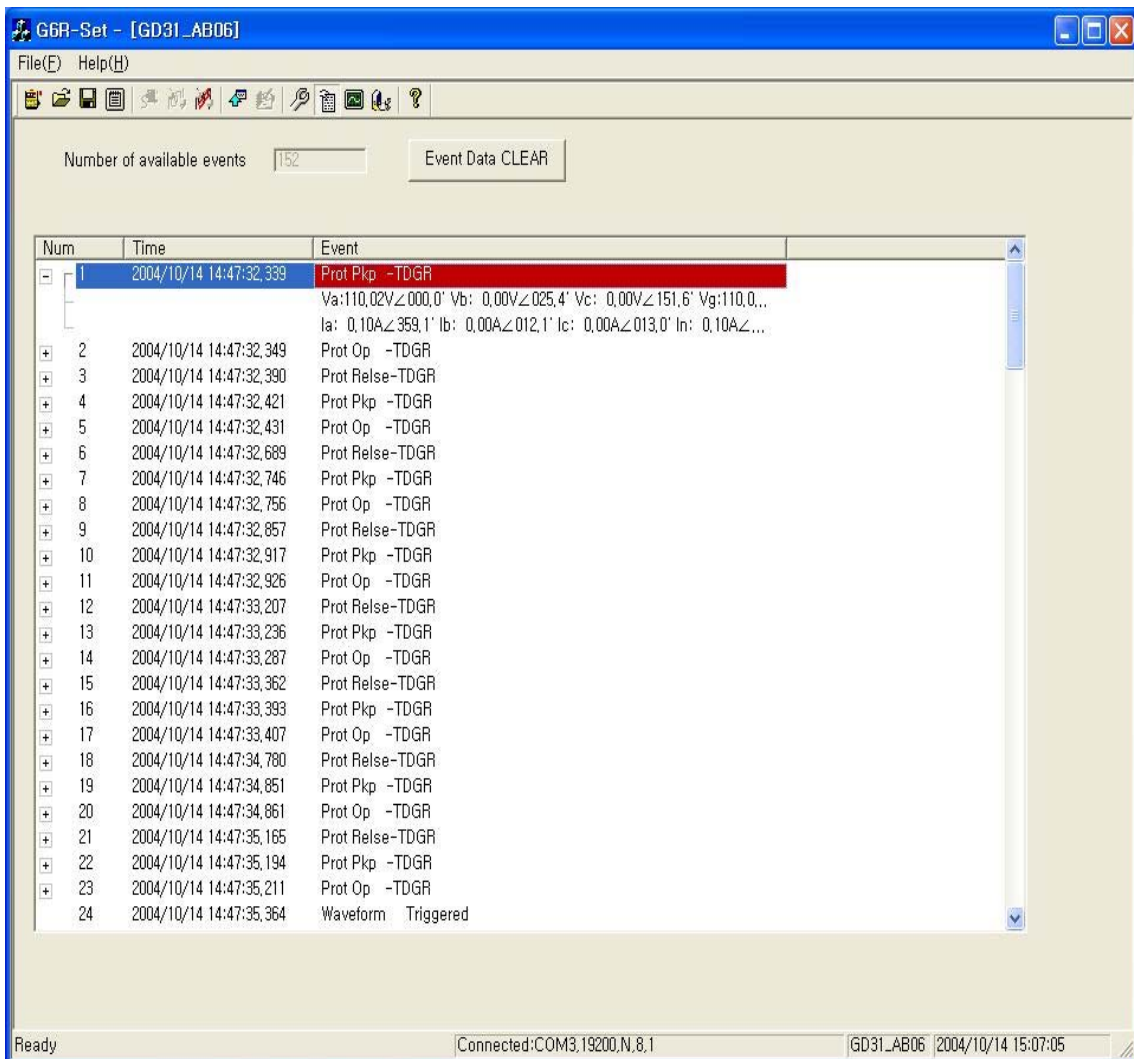 G6R-Set - [GD31_AB06]
File(F) Help(H)
Number of available events 152 Event Data CLEAR
Num Time Event
1 2004/10/14 14:47:32,339 Prot Pkp -TDGR
Va:110,02V∠000,0' Vb: 0,00V∠025,4' Vc: 0,00V∠151,6' Vg:110,0...
Ia: 0,10A∠359,1' Ib: 0,00A∠012,1' Ic: 0,00A∠013,0' In: 0,10A∠...
2 2004/10/14 14:47:32,349 Prot Op -TDGR
3 2004/10/14 14:47:32,390 Prot Relse-TDGR
4 2004/10/14 14:47:32,421 Prot Pkp -TDGR
5 2004/10/14 14:47:32,431 Prot Op -TDGR
6 2004/10/14 14:47:32,689 Prot Relse-TDGR
7 2004/10/14 14:47:32,746 Prot Pkp -TDGR
8 2004/10/14 14:47:32,756 Prot Op -TDGR
9 2004/10/14 14:47:32,857 Prot Relse-TDGR
10 2004/10/14 14:47:32,917 Prot Pkp -TDGR
11 2004/10/14 14:47:32,926 Prot Op -TDGR
12 2004/10/14 14:47:33,207 Prot Relse-TDGR
13 2004/10/14 14:47:33,236 Prot Pkp -TDGR
14 2004/10/14 14:47:33,287 Prot Op -TDGR
15 2004/10/14 14:47:33,362 Prot Relse-TDGR
16 2004/10/14 14:47:33,393 Prot Pkp -TDGR
17 2004/10/14 14:47:33,407 Prot Op -TDGR
18 2004/10/14 14:47:34,780 Prot Relse-TDGR
19 2004/10/14 14:47:34,851 Prot Pkp -TDGR
20 2004/10/14 14:47:34,861 Prot Op -TDGR
21 2004/10/14 14:47:35,165 Prot Relse-TDGR
22 2004/10/14 14:47:35,194 Prot Pkp -TDGR
23 2004/10/14 14:47:35,211 Prot Op -TDGR
24 2004/10/14 14:47:35,364 Waveform Triggered
Ready Connected:COM3,19200,N,8,1 GD31_AB06 2004/10/14 15:07:05